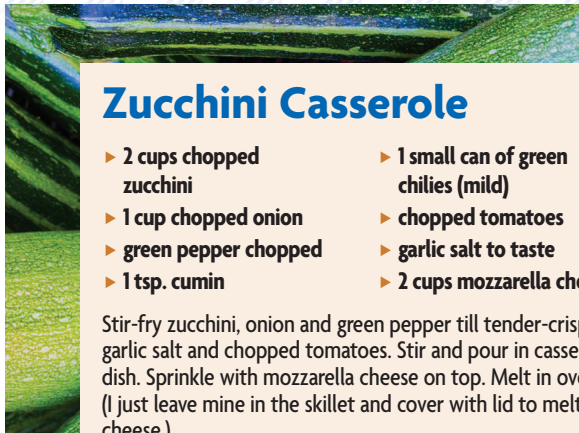 Zucchini Casserole
▸ 2 cups chopped
zucchini
▸ 1 cup chopped onion
▸ green pepper chopped
▸ 1 tsp. cumin
▸ 1 small can of green
chilies (mild)
▸ chopped tomatoes
▸ garlic salt to taste
▸ 2 cups mozzarella
Stir-fry zucchini, onion and green pepper till
garlic salt and chopped tomatoes. Stir and pour in
dish. Sprinkle with mozzarella cheese on top. Melt in
(I just leave mine in the skillet and cover with lid to melt
cheese.)